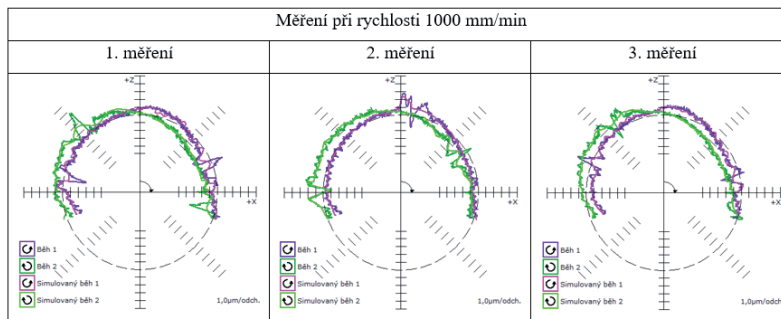 Měření při rychlosti 1000 mm/min
1. měření
2. měření
3. měření
+Z
+X
Běh 1
Běh 2
Simulovaný běh 1
Simulovaný běh 2
1,0µm/odch.
+Z
+X
Běh 1
Běh 2
Simulovaný běh 1
Simulovaný běh 2
1,0µm/odch.
+Z
+X
Běh 1
Běh 2
Simulovaný běh 1
Simulovaný běh 2
1,0µm/odch.